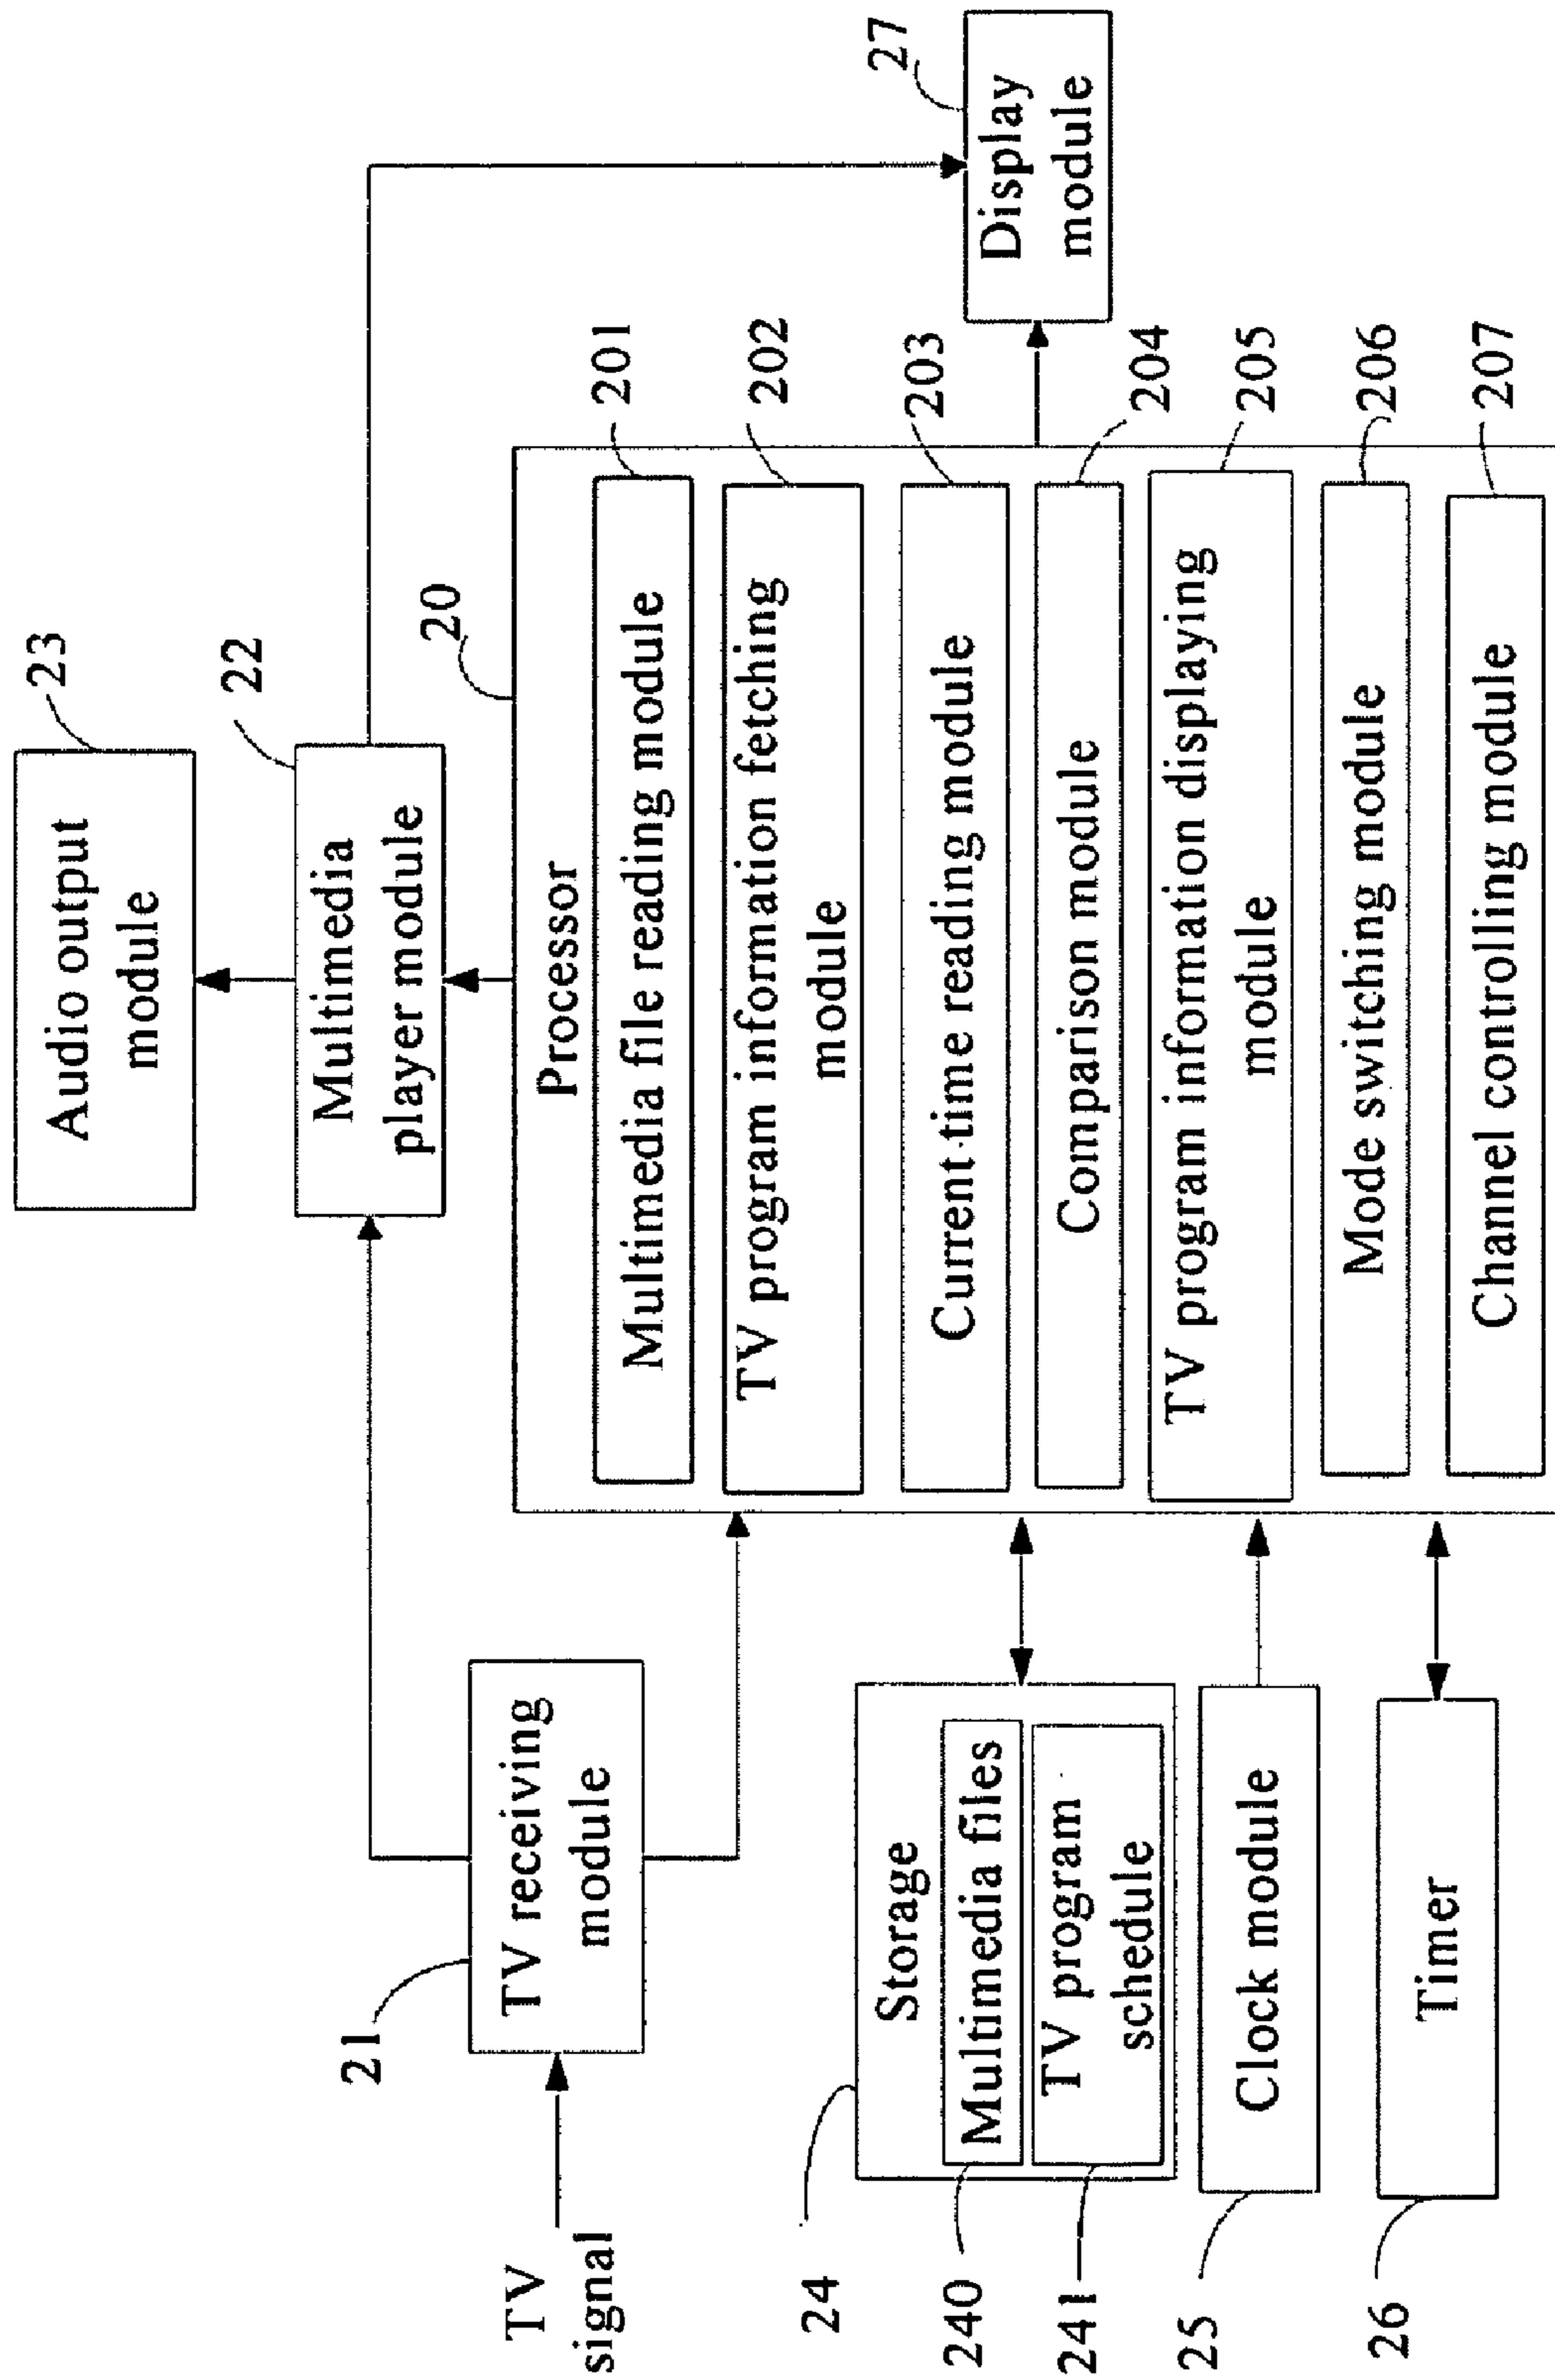 23
Audio output
module
22
Multimedia
player module
20
Processor
201
Multimedia file reading module
202
TV program information fetching
module
203
Current-time reading module
204
Comparison module
205
TV program information displaying
module
206
Mode switching module
207
Channel controlling module
27
Display
module
21
TV receiving
module
TV
signal
24
Storage
240
Multimedia files
241
TV program
schedule
25
Clock module
26
Timer